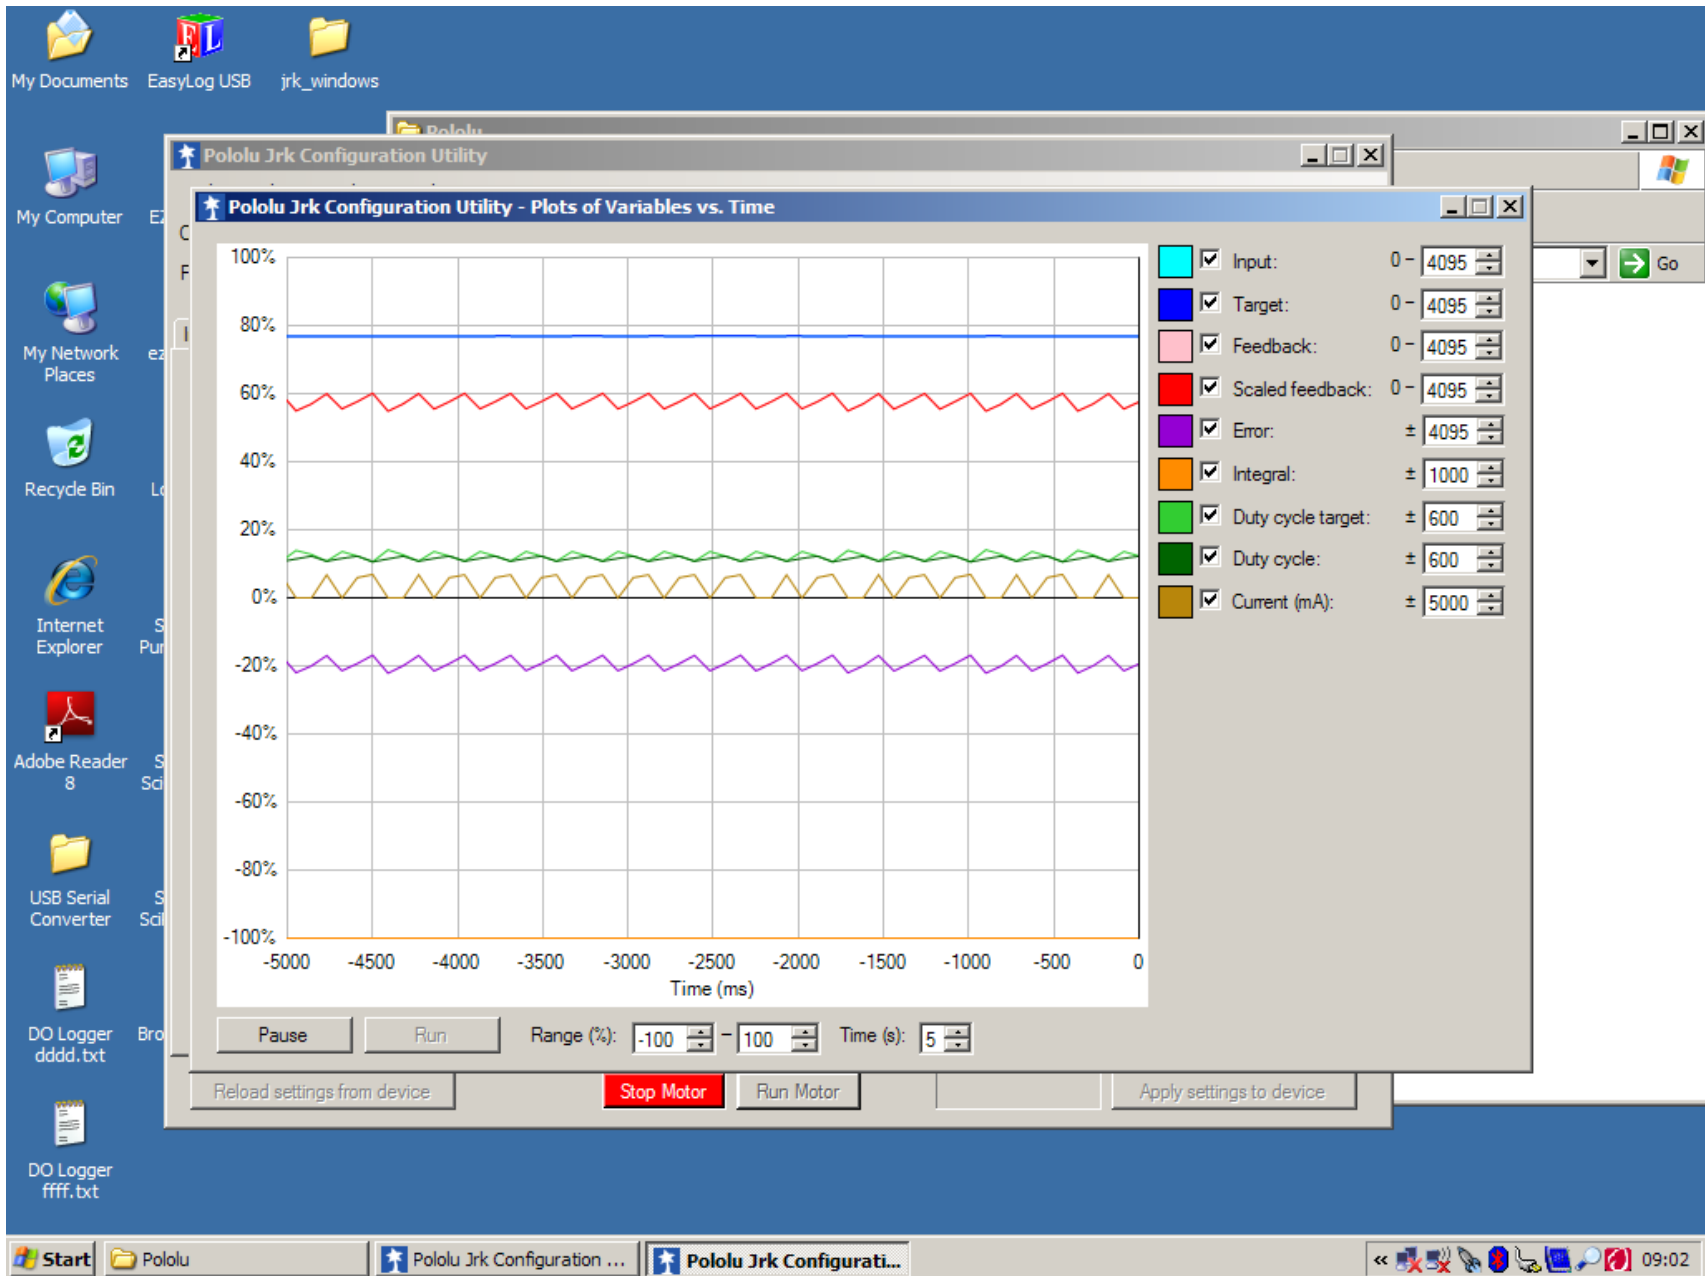 My Documents
EasyLog USB
jrk_windows
Pololu
Pololu Jrk Configuration Utility
My Computer
Pololu Jrk Configuration Utility - Plots of Variables vs. Time
100%
80%
60%
40%
20%
0%
-20%
-40%
-60%
-80%
-100%
-5000 -4500 -4000 -3500 -3000 -2500 -2000 -1500 -1000 -500 0
Time (ms)
Input: 0 - 4095
Target: 0 - 4095
Feedback: 0 - 4095
Scaled feedback: 0 - 4095
Error: ± 4095
Integral: ± 1000
Duty cycle target: ± 600
Duty cycle: ± 600
Current (mA): ± 5000
Go
My Network
Places
Recycle Bin
Internet
Explorer
Adobe Reader
8
USB Serial
Converter
DO Logger
dddd.txt
DO Logger
ffff.txt
Pause Run Range (%): -100 - 100 Time (s): 5
Reload settings from device Stop Motor Run Motor Apply settings to device
Start Pololu Pololu Jrk Configuration ... Pololu Jrk Configurati... « 09:02